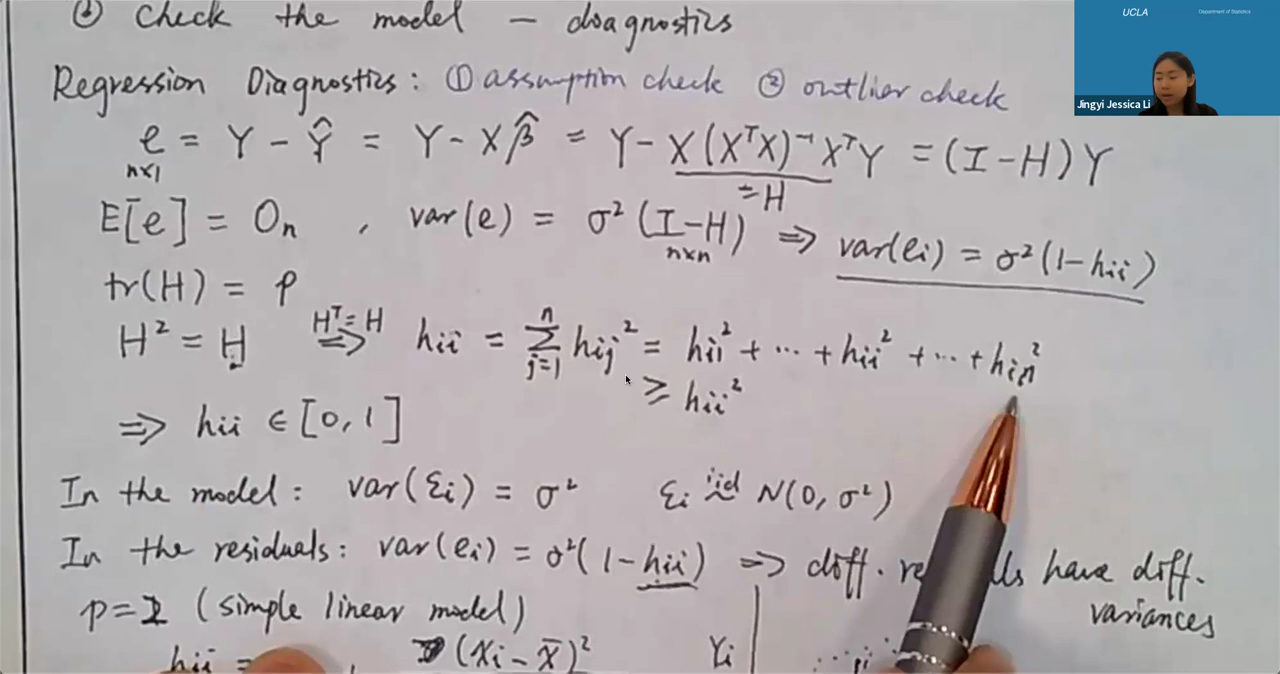 ② Check the model — diagnostics
UCLA
Department of Statistics
Jingyi Jessica Li
Regression Diagnostics: ① assumption check ② outlier check
e = Y - Ŷ = Y - Xβ̂ = Y - X(XᵀX)⁻¹XᵀY = (I-H)Y
n×1
=H
E[e] = 0ₙ , var(e) = σ²(I-H) ⇒ var(eᵢ) = σ²(1-hᵢᵢ)
n×n
tr(H) = p
H² = H Hᵀ=H ⇒ hᵢᵢ = Σⱼ₌₁ⁿ hᵢⱼ² = hᵢ₁² + ... + hᵢᵢ² + ... + hᵢₙ²
≥ hᵢᵢ²
⇒ hᵢᵢ ∈ [0, 1]
In the model: var(εᵢ) = σ² εᵢ iid ~ N(0, σ²)
In the residuals: var(eᵢ) = σ²(1-hᵢᵢ) ⇒ diff. have diff.
variances
p=2 (simple linear model)
hᵢᵢ = (Xᵢ - X̄)² Yᵢ